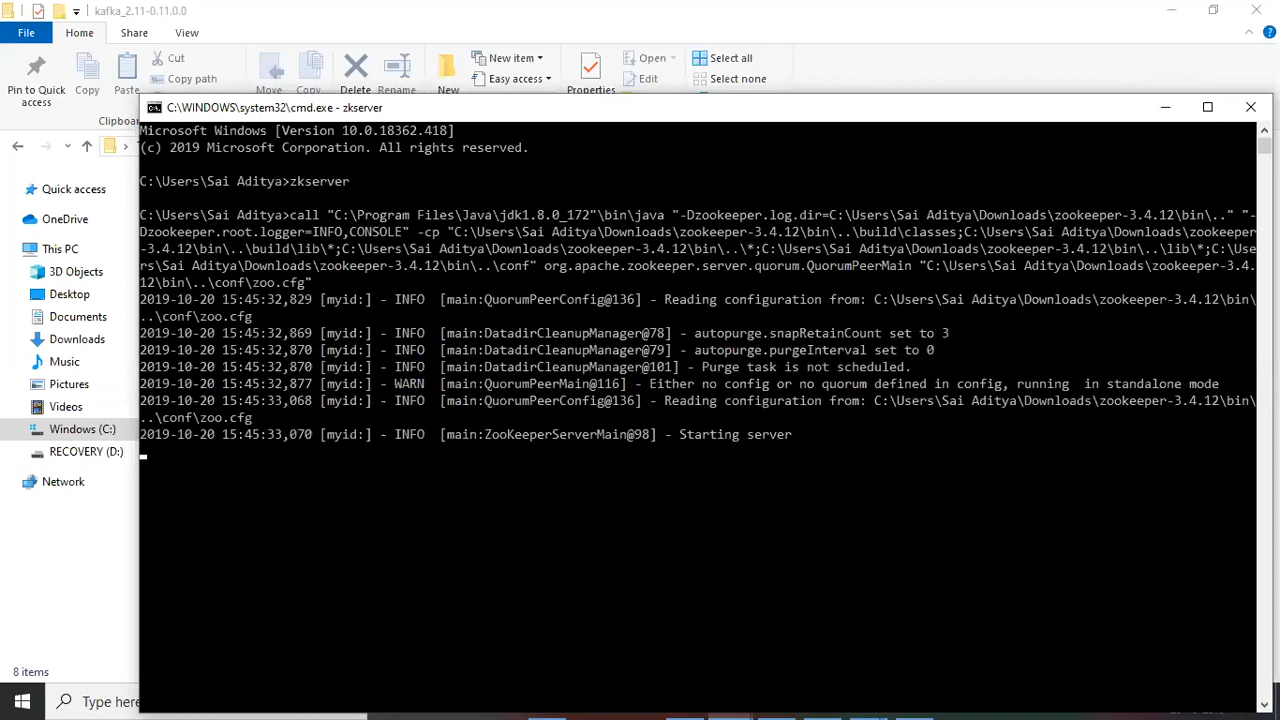 kafka_2.11-0.11.0.0
File Home Share View
Pin to Quick access
Copy
Paste
Cut
Copy path
Move
Delete
Rename
New
New item
Easy access
Properties
Open
Edit
Select all
Select none
Clipboar
C:\WINDOWS\system32\cmd.exe - zkserver
Microsoft Windows [Version 10.0.18362.418]
(c) 2019 Microsoft Corporation. All rights reserved.
C:\Users\Sai Aditya>zkserver
C:\Users\Sai Aditya>call "C:\Program Files\Java\jdk1.8.0_172"\bin\java "-Dzookeeper.log.dir=C:\Users\Sai Aditya\Downloads\zookeeper-3.4.12\bin\.." "-
Dzookeeper.root.logger=INFO,CONSOLE" -cp "C:\Users\Sai Aditya\Downloads\zookeeper-3.4.12\bin\..\build\classes;C:\Users\Sai Aditya\Downloads\zookeeper
-3.4.12\bin\..\build\lib\*;C:\Users\Sai Aditya\Downloads\zookeeper-3.4.12\bin\..\*;C:\Users\Sai Aditya\Downloads\zookeeper-3.4.12\bin\..\lib\*;C:\Use
rs\Sai Aditya\Downloads\zookeeper-3.4.12\bin\..\conf" org.apache.zookeeper.server.quorum.QuorumPeerMain "C:\Users\Sai Aditya\Downloads\zookeeper-3.4.
12\bin\..\conf\zoo.cfg"
2019-10-20 15:45:32,829 [myid:] - INFO [main:QuorumPeerConfig@136] - Reading configuration from: C:\Users\Sai Aditya\Downloads\zookeeper-3.4.12\bin\
..\conf\zoo.cfg
2019-10-20 15:45:32,869 [myid:] - INFO [main:DatadirCleanupManager@78] - autopurge.snapRetainCount set to 3
2019-10-20 15:45:32,870 [myid:] - INFO [main:DatadirCleanupManager@79] - autopurge.purgeInterval set to 0
2019-10-20 15:45:32,870 [myid:] - INFO [main:DatadirCleanupManager@101] - Purge task is not scheduled.
2019-10-20 15:45:32,877 [myid:] - WARN [main:QuorumPeerMain@116] - Either no config or no quorum defined in config, running  in standalone mode
2019-10-20 15:45:33,068 [myid:] - INFO [main:QuorumPeerConfig@136] - Reading configuration from: C:\Users\Sai Aditya\Downloads\zookeeper-3.4.12\bin\
..\conf\zoo.cfg
2019-10-20 15:45:33,070 [myid:] - INFO [main:ZooKeeperServerMain@98] - Starting server
Quick access
OneDrive
This PC
3D Objects
Desktop
Documents
Downloads
Music
Pictures
Videos
Windows (C:)
RECOVERY (D:)
Network
8 items
Type here